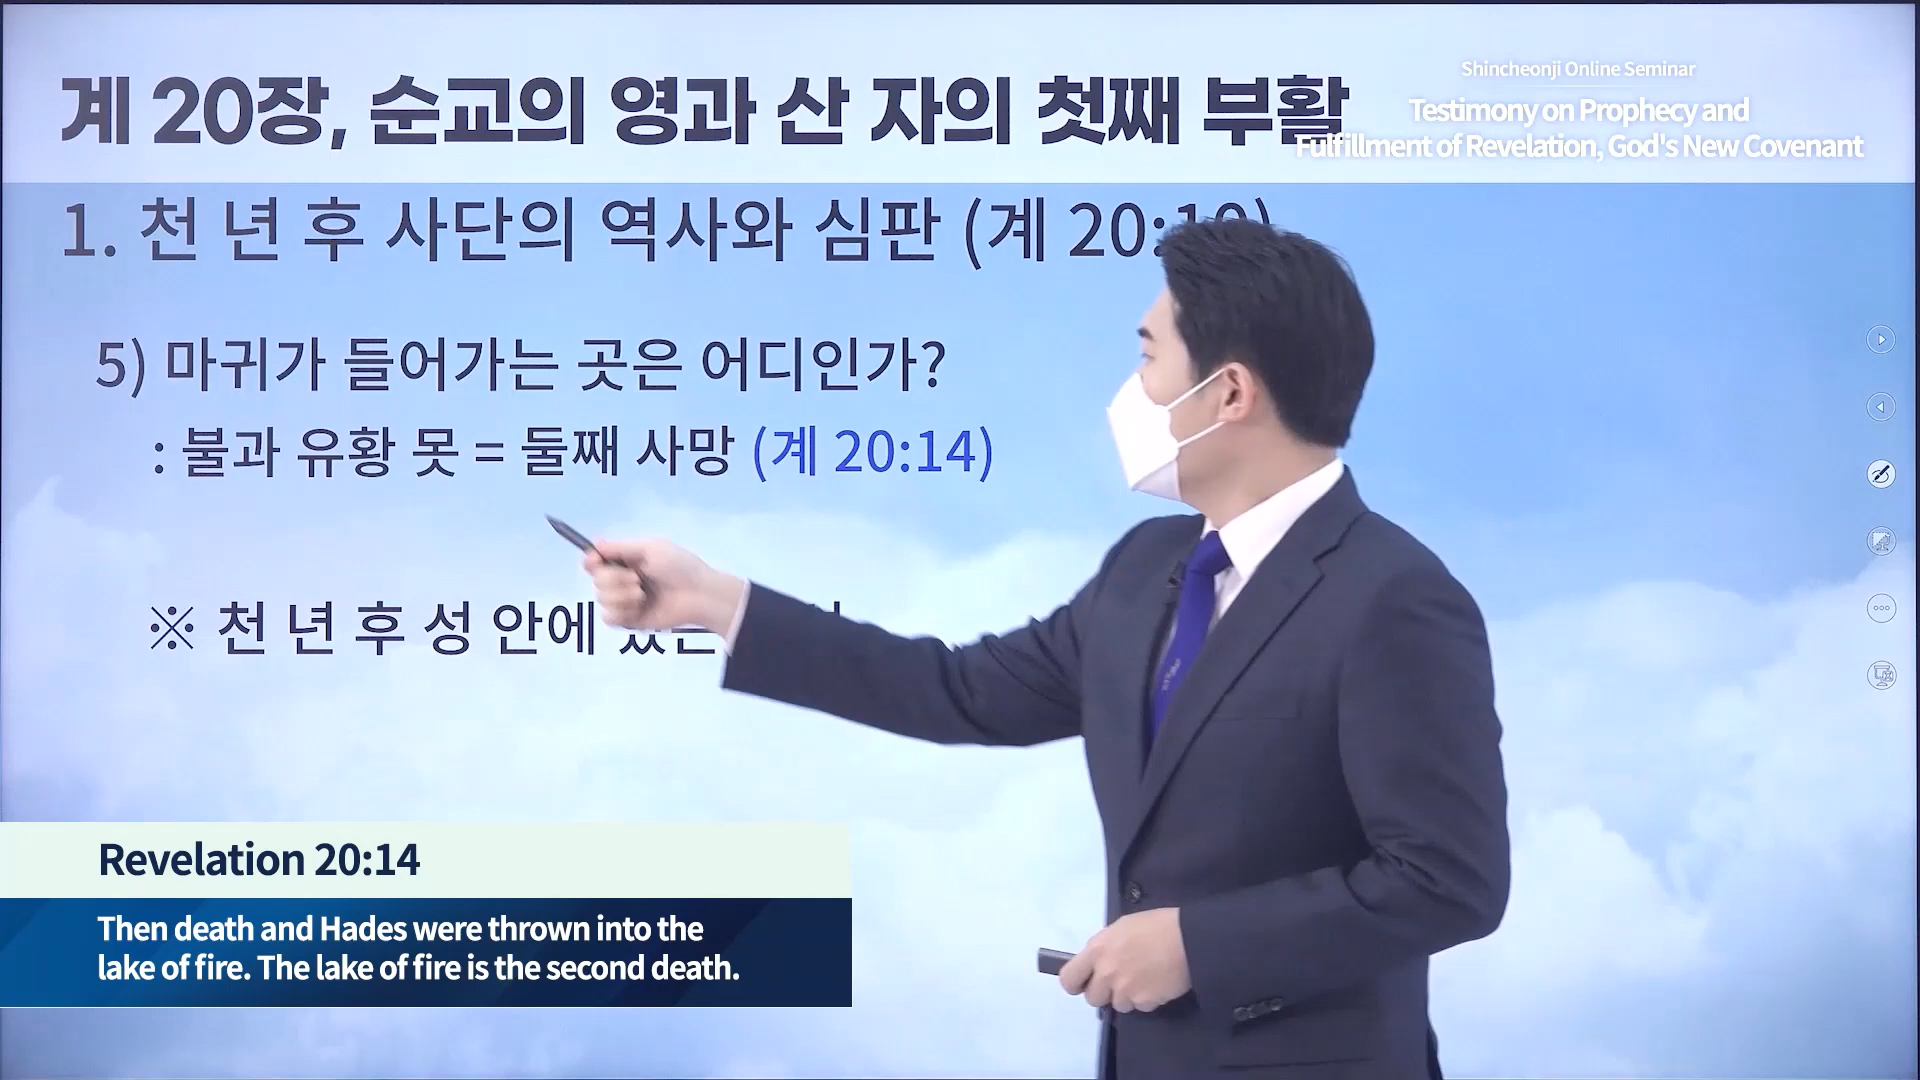 계 20장, 순교의 영과 산 자의 첫째 부활
Shincheonji Online Seminar
Testimony on Prophecy and
Fulfillment of Revelation, God's New Covenant
1. 천 년 후 사단의 역사와 심판 (계 20:10)
5) 마귀가 들어가는 곳은 어디인가?
: 불과 유황 못 = 둘째 사망 (계 20:14)
※ 천 년 후 성 안에 있는
Revelation 20:14
Then death and Hades were thrown into the
lake of fire. The lake of fire is the second death.